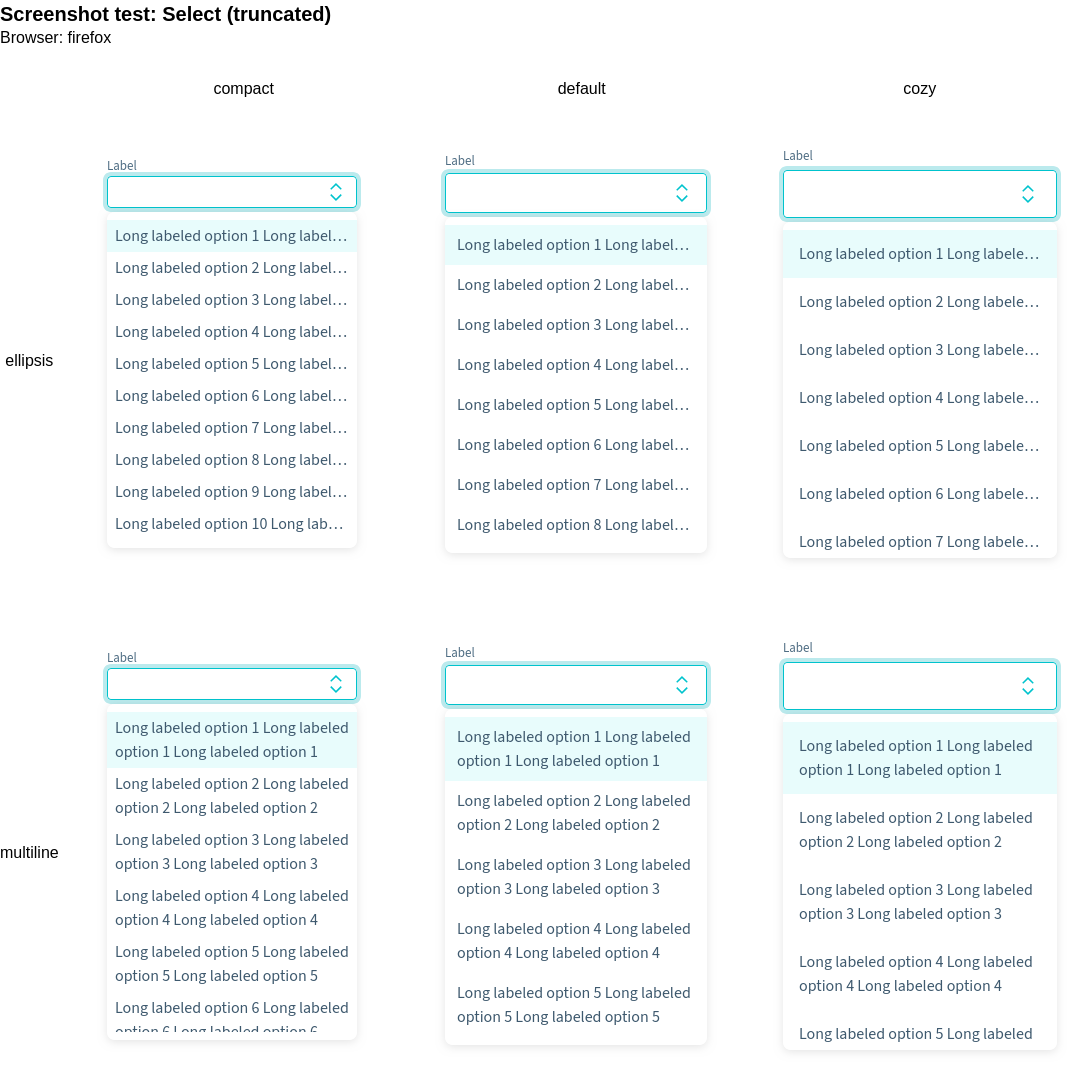 Screenshot test: Select (truncated)
Browser: firefox
compact
default
cozy
ellipsis
Label
Long labeled option 1 Long label…
Long labeled option 2 Long label…
Long labeled option 3 Long label…
Long labeled option 4 Long label…
Long labeled option 5 Long label…
Long labeled option 6 Long label…
Long labeled option 7 Long label…
Long labeled option 8 Long label…
Long labeled option 9 Long label…
Long labeled option 10 Long lab…
Label
Long labeled option 1 Long label…
Long labeled option 2 Long label…
Long labeled option 3 Long label…
Long labeled option 4 Long label…
Long labeled option 5 Long label…
Long labeled option 6 Long label…
Long labeled option 7 Long label…
Long labeled option 8 Long label…
Label
Long labeled option 1 Long labele…
Long labeled option 2 Long labele…
Long labeled option 3 Long labele…
Long labeled option 4 Long labele…
Long labeled option 5 Long labele…
Long labeled option 6 Long labele…
Long labeled option 7 Long labele…
multiline
Label
Long labeled option 1 Long labeled
option 1 Long labeled option 1
Long labeled option 2 Long labeled
option 2 Long labeled option 2
Long labeled option 3 Long labeled
option 3 Long labeled option 3
Long labeled option 4 Long labeled
option 4 Long labeled option 4
Long labeled option 5 Long labeled
option 5 Long labeled option 5
Long labeled option 6 Long labeled
option 6 Long labeled option 6
Label
Long labeled option 1 Long labeled
option 1 Long labeled option 1
Long labeled option 2 Long labeled
option 2 Long labeled option 2
Long labeled option 3 Long labeled
option 3 Long labeled option 3
Long labeled option 4 Long labeled
option 4 Long labeled option 4
Long labeled option 5 Long labeled
option 5 Long labeled option 5
Label
Long labeled option 1 Long labeled
option 1 Long labeled option 1
Long labeled option 2 Long labeled
option 2 Long labeled option 2
Long labeled option 3 Long labeled
option 3 Long labeled option 3
Long labeled option 4 Long labeled
option 4 Long labeled option 4
Long labeled option 5 Long labeled